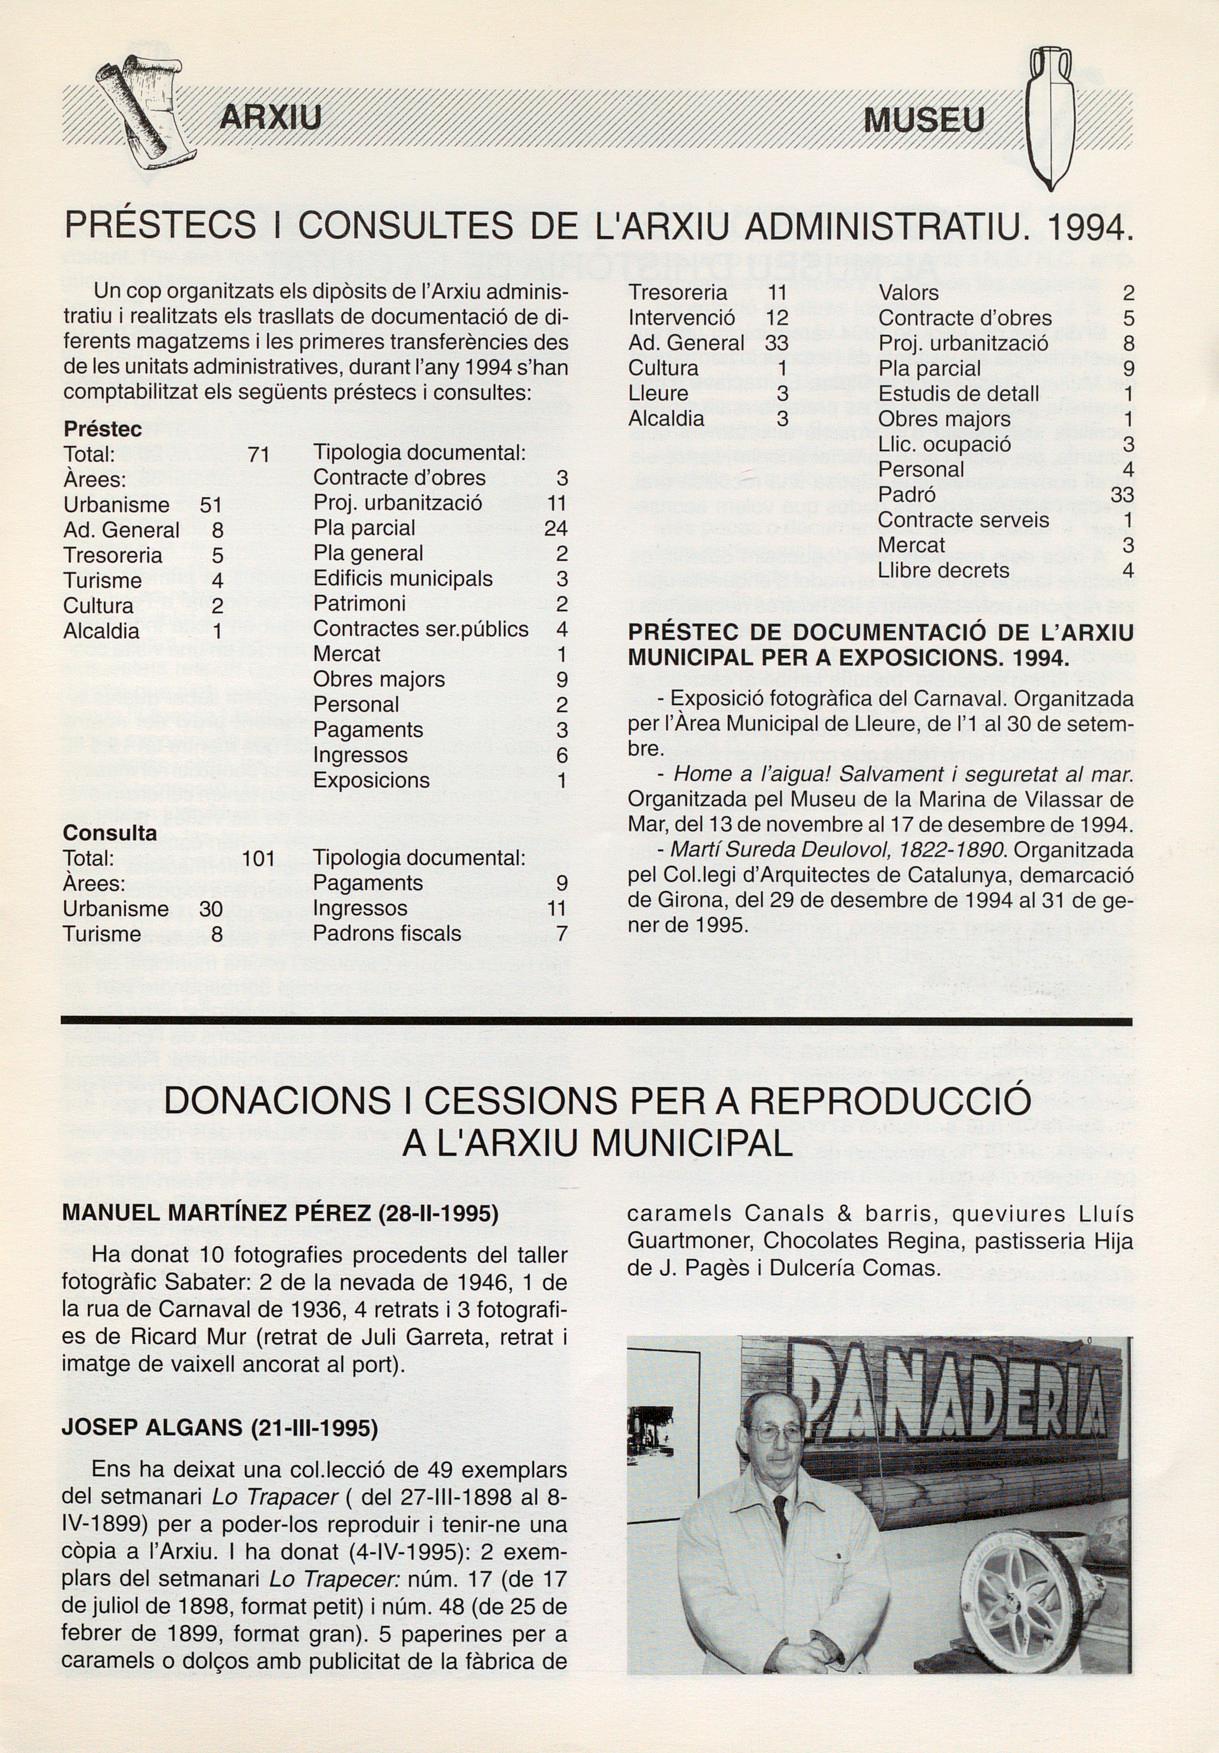 ARXIU
MUSEU
PRÉSTECS I CONSULTES DE L'ARXIU ADMINISTRATIU. 1994.
Un cop organitzats els dipòsits de l'Arxiu adminis-
tratiu i realitzats els trasllats de documentació de di-
ferents magatzems i les primeres transferències des
de les unitats administratives, durant l'any 1994 s'han
comptabilitzat els següents préstecs i consultes:
Préstec
Total: 71
Àrees:
Urbanisme 51
Ad. General 8
Tresoreria 5
Turisme 4
Cultura 2
Alcaldia 1
Tipologia documental:
Contracte d'obres 3
Proj. urbanització 11
Pla parcial 24
Pla general 2
Edificis municipals 3
Patrimoni 2
Contractes ser.públics 4
Mercat 1
Obres majors 9
Personal 2
Pagaments 3
Ingressos 6
Exposicions 1
Consulta
Total: 101
Àrees:
Urbanisme 30
Turisme 8
Tipologia documental:
Pagaments 9
Ingressos 11
Padrons fiscals 7
Tresoreria 11
Intervenció 12
Ad. General 33
Cultura 1
Lleure 3
Alcaldia 3
Valors 2
Contracte d'obres 5
Proj. urbanització 8
Pla parcial 9
Estudis de detall 1
Obres majors 1
Llic. ocupació 3
Personal 4
Padró 33
Contracte serveis 1
Mercat 3
Llibre decrets 4
PRÉSTEC DE DOCUMENTACIÓ DE L'ARXIU
MUNICIPAL PER A EXPOSICIONS. 1994.
- Exposició fotogràfica del Carnaval. Organitzada
per l'Àrea Municipal de Lleure, de l'1 al 30 de setem-
bre.
- Home a l'aigua! Salvament i seguretat al mar.
Organitzada pel Museu de la Marina de Vilassar de
Mar, del 13 de novembre al 17 de desembre de 1994.
- Martí Sureda Deulovol, 1822-1890. Organitzada
pel Col.legi d'Arquitectes de Catalunya, demarcació
de Girona, del 29 de desembre de 1994 al 31 de ge-
ner de 1995.
DONACIONS I CESSIONS PER A REPRODUCCIÓ
A L'ARXIU MUNICIPAL
MANUEL MARTÍNEZ PÉREZ (28-II-1995)
Ha donat 10 fotografies procedents del taller
fotogràfic Sabater: 2 de la nevada de 1946, 1 de
la rua de Carnaval de 1936, 4 retrats i 3 fotografi-
es de Ricard Mur (retrat de Juli Garreta, retrat i
imatge de vaixell ancorat al port).
JOSEP ALGANS (21-III-1995)
Ens ha deixat una col.lecció de 49 exemplars
del setmanari Lo Trapacer ( del 27-III-1898 al 8-
IV-1899) per a poder-los reproduir i tenir-ne una
còpia a l'Arxiu. I ha donat (4-IV-1995): 2 exem-
plars del setmanari Lo Trapecer: núm. 17 (de 17
de juliol de 1898, format petit) i núm. 48 (de 25 de
febrer de 1899, format gran). 5 paperines per a
caramels o dolços amb publicitat de la fàbrica de
caramels Canals & barris, queviures Lluís
Guartmoner, Chocolates Regina, pastisseria Hija
de J. Pagès i Dulcería Comas.
PANADERIA